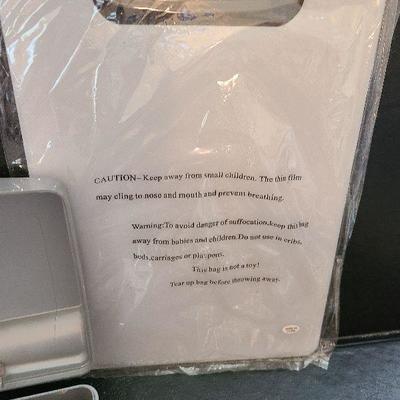 CAUTION-Keep away from small children. The thin film
may cling to nose and mouth and prevent breathing.
Warning:To avoid danger of suffocation,keep this bag
away from babies and children.Do not use in cribs,
beds,carriages or playpens.
This bag is not a toy!
Tear up bag before throwing away.